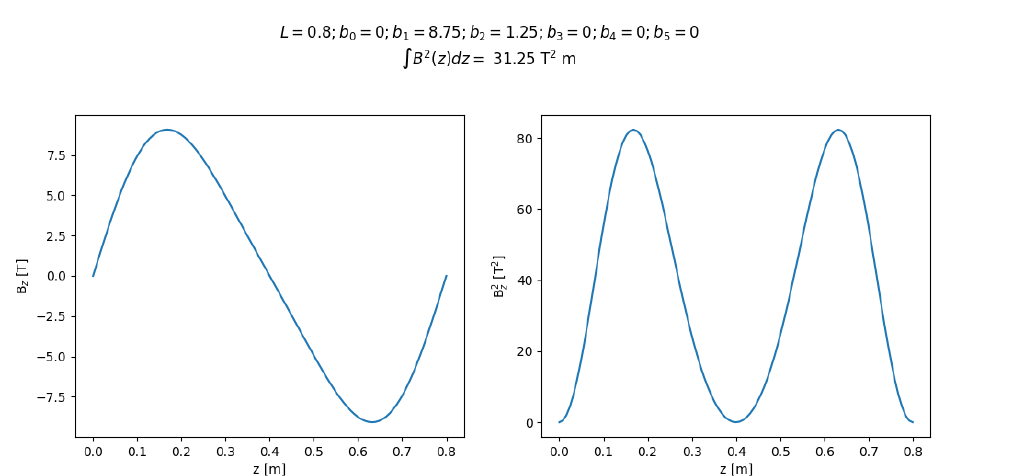 L = 0.8; b₀ = 0; b₁ = 8.75; b₂ = 1.25; b₃ = 0; b₄ = 0; b₅ = 0
∫B²(z)dz = 31.25 T² m
7.5
5.0
2.5
0.0
−2.5
−5.0
−7.5
B_z [T]
0.0 0.1 0.2 0.3 0.4 0.5 0.6 0.7 0.8
z [m]
80
60
40
20
0
B_z² [T²]
0.0 0.1 0.2 0.3 0.4 0.5 0.6 0.7 0.8
z [m]